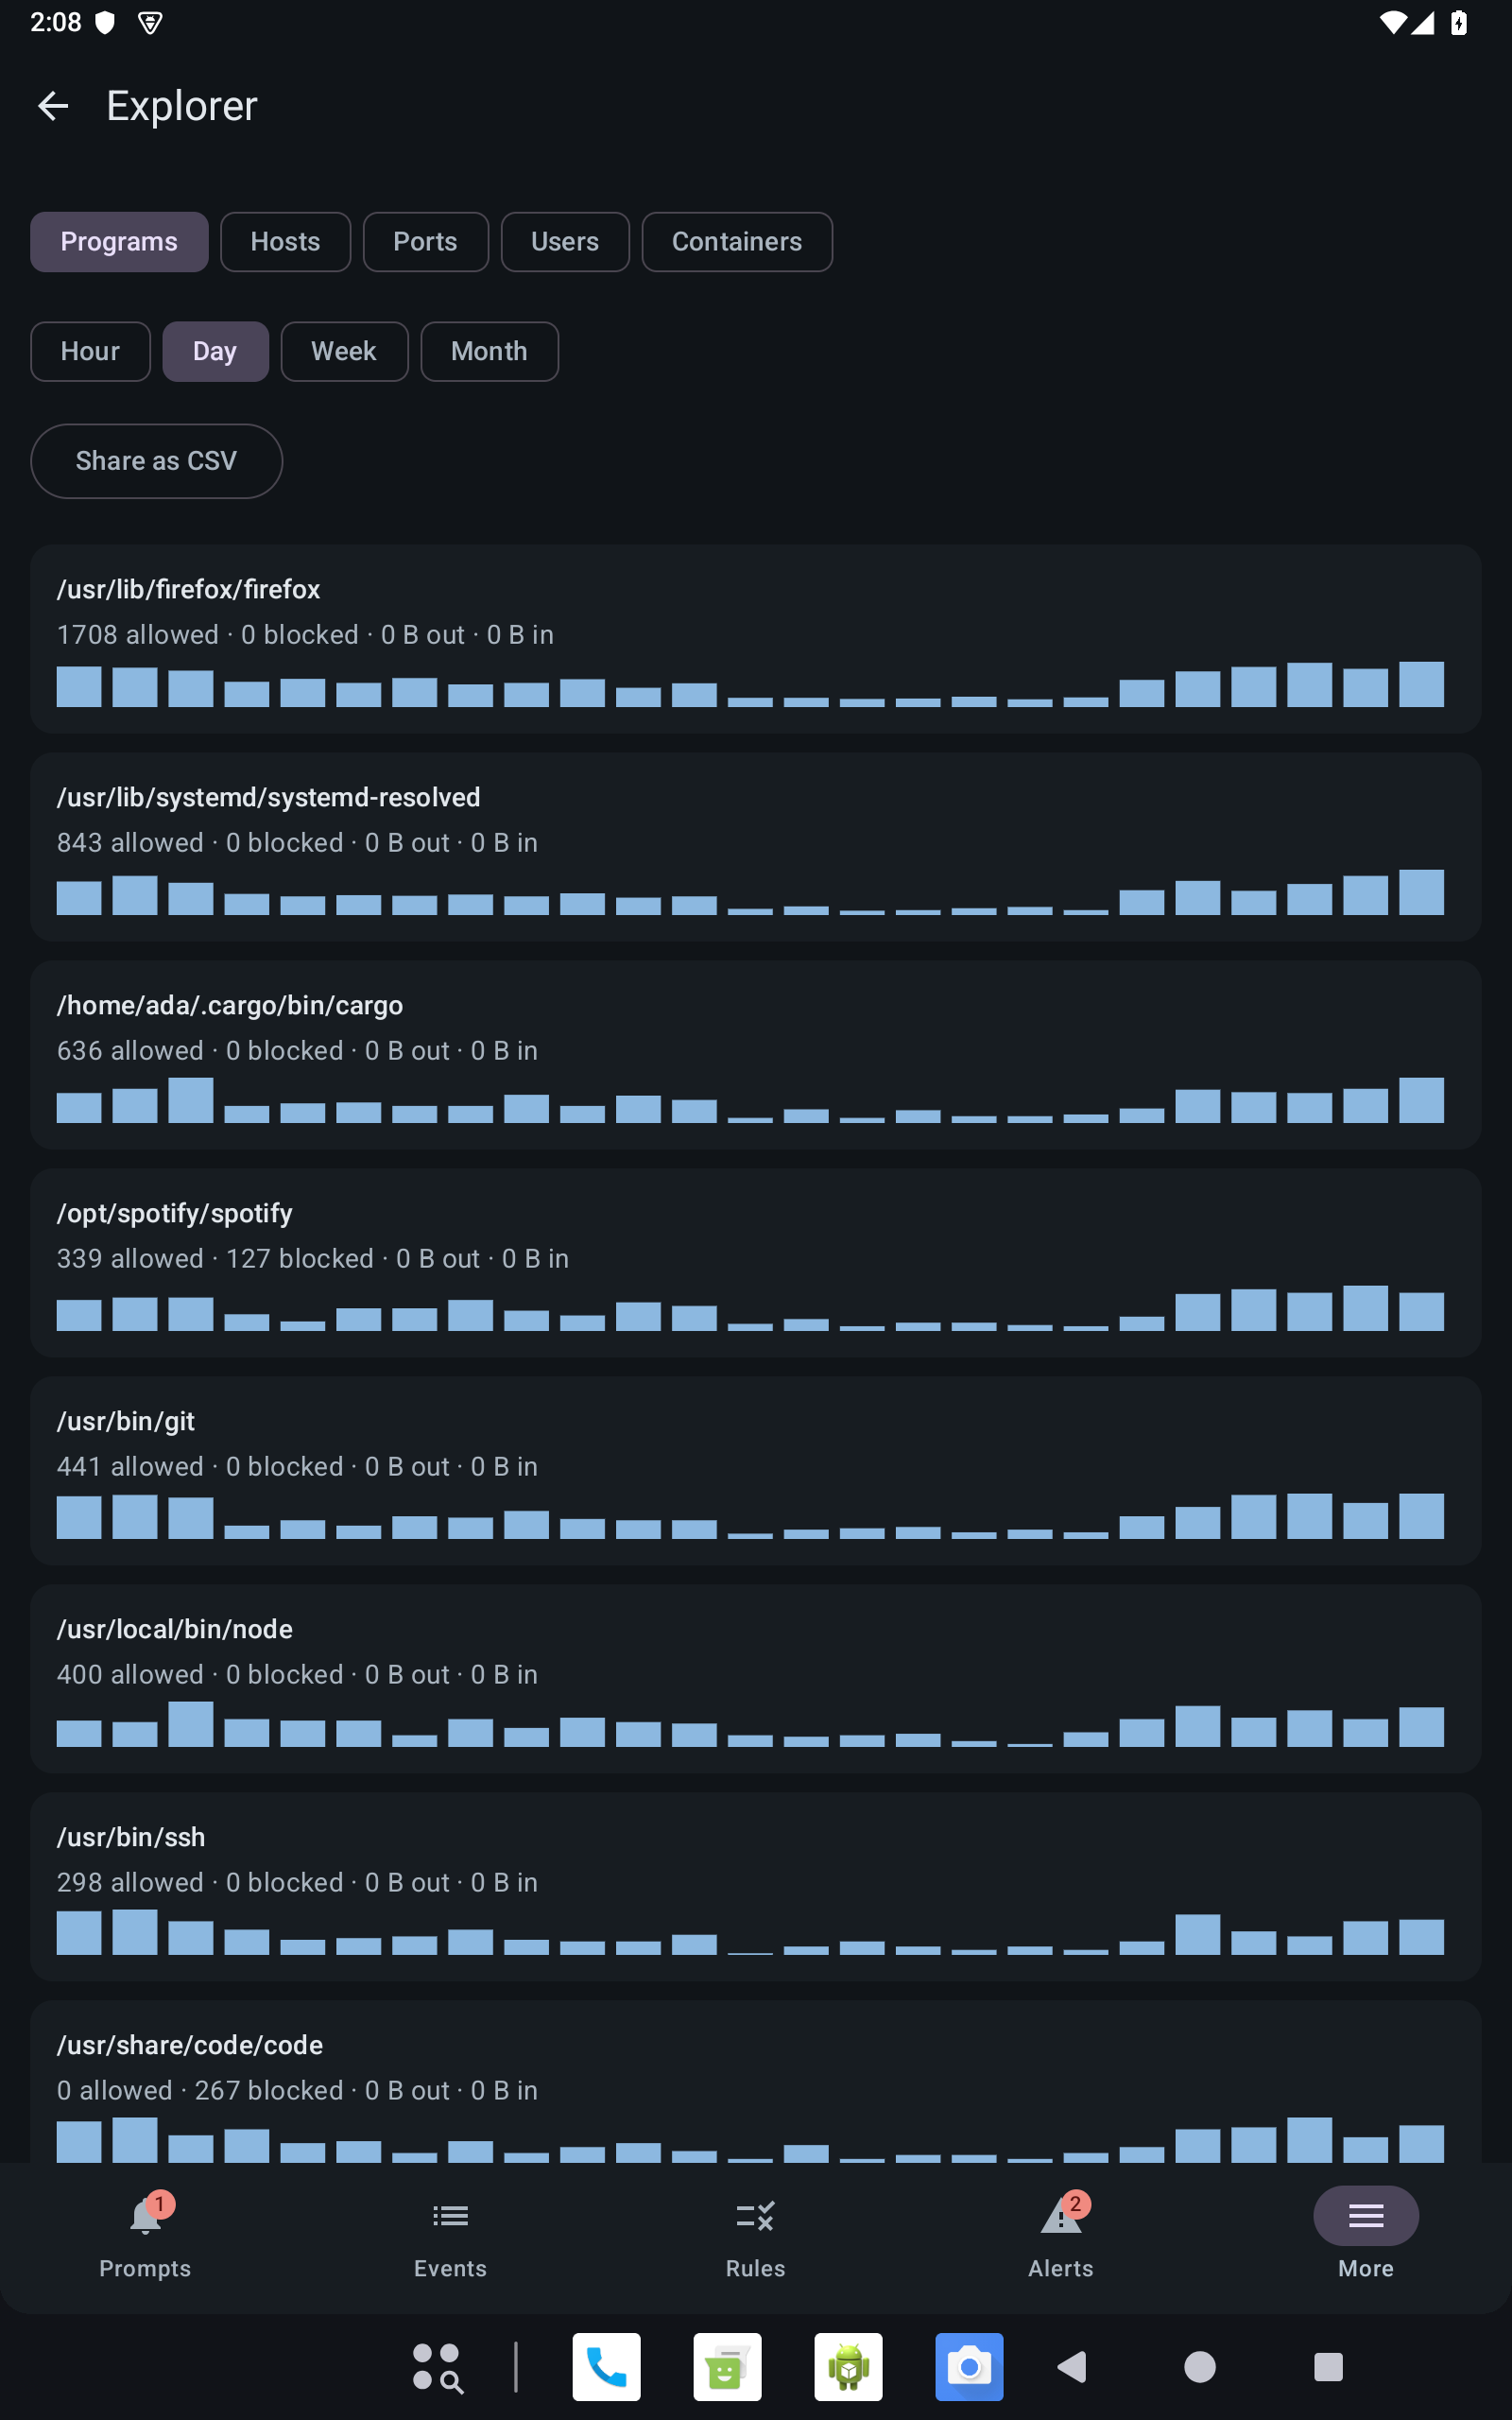 2:08
Explorer
Programs Hosts Ports Users Containers
Hour Day Week Month
Share as CSV
/usr/lib/firefox/firefox
1708 allowed · 0 blocked · 0 B out · 0 B in
/usr/lib/systemd/systemd-resolved
843 allowed · 0 blocked · 0 B out · 0 B in
/home/ada/.cargo/bin/cargo
636 allowed · 0 blocked · 0 B out · 0 B in
/opt/spotify/spotify
339 allowed · 127 blocked · 0 B out · 0 B in
/usr/bin/git
441 allowed · 0 blocked · 0 B out · 0 B in
/usr/local/bin/node
400 allowed · 0 blocked · 0 B out · 0 B in
/usr/bin/ssh
298 allowed · 0 blocked · 0 B out · 0 B in
/usr/share/code/code
0 allowed · 267 blocked · 0 B out · 0 B in
1 2
Prompts Events Rules Alerts More